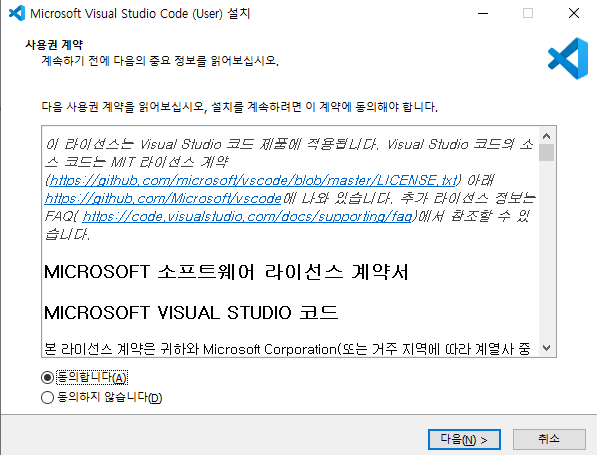 Microsoft Visual Studio Code (User) 설치
사용권 계약
계속하기 전에 다음의 중요 정보를 읽어보십시오.
다음 사용권 계약을 읽어보십시오, 설치를 계속하려면 이 계약에 동의해야 합니다.
이 라이선스는 Visual Studio 코드 제품에 적용됩니다. Visual Studio 코드의 소
스 코드는 MIT 라이선스 계약
(https://github.com/microsoft/vscode/blob/master/LICENSE.txt) 아래
https://github.com/Microsoft/vscode에 나와 있습니다. 추가 라이선스 정보는
FAQ( https://code.visualstudio.com/docs/supporting/faq)에서 참조할 수 있
습니다.
MICROSOFT 소프트웨어 라이선스 계약서
MICROSOFT VISUAL STUDIO 코드
본 라이선스 계약은 귀하와 Microsoft Corporation(또는 거주 지역에 따라 계열사 중
동의합니다(A)
동의하지 않습니다(D)
다음(N) >
취소